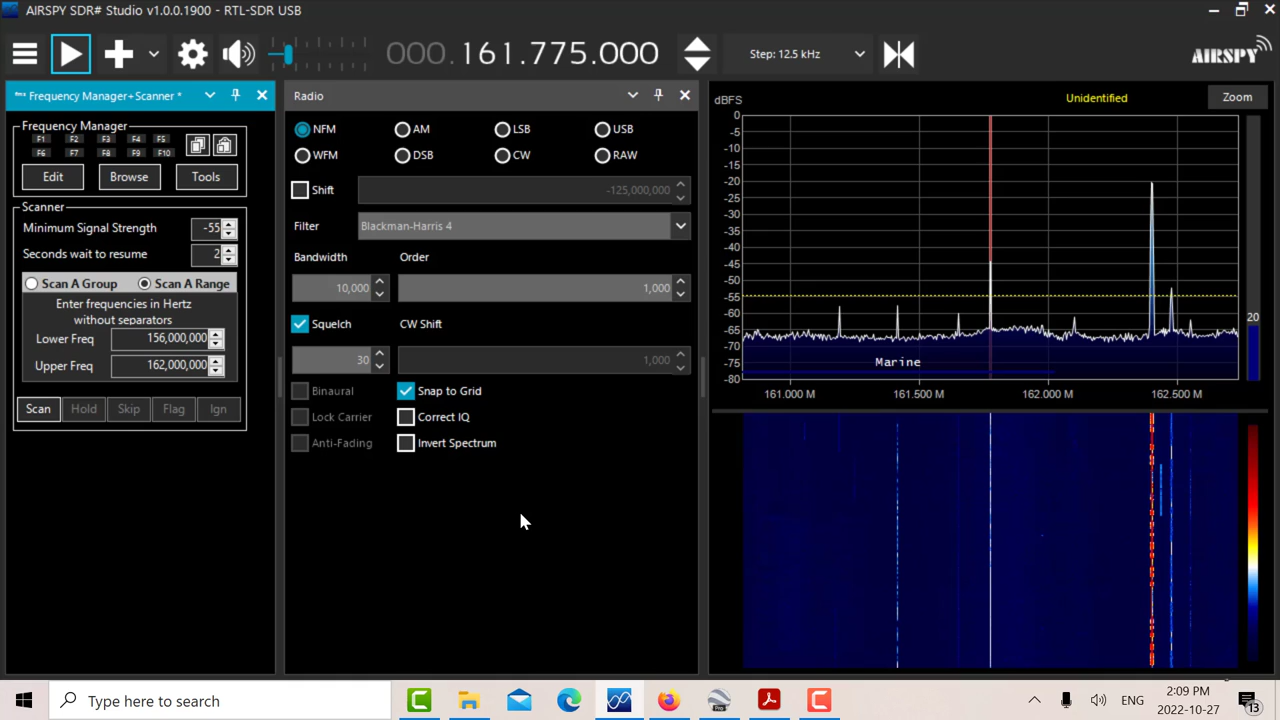 AIRSPY SDR# Studio v1.0.0.1900 - RTL-SDR USB
000.161.775.000
Step: 12.5 kHz
AIRSPY
Frequency Manager+Scanner *
Frequency Manager
F1 F2 F3 F4 F5
F6 F7 F8 F9 F10
Edit Browse Tools
Scanner
Minimum Signal Strength -55
Seconds wait to resume 2
Scan A Group Scan A Range
Enter frequencies in Hertz
without separators
Lower Freq 156,000,000
Upper Freq 162,000,000
Scan Hold Skip Flag Ign
Radio
NFM AM LSB USB
WFM DSB CW RAW
Shift -125,000,000
Filter Blackman-Harris 4
Bandwidth Order
10,000 1,000
Squelch CW Shift
30 1,000
Binaural Snap to Grid
Lock Carrier Correct IQ
Anti-Fading Invert Spectrum
dBFS Unidentified Zoom
0
-5
-10
-15
-20
-25
-30
-35
-40
-45
-50
-55
-60
-65
-70
-75
-80
20
Marine
161.000 M 161.500 M 162.000 M 162.500 M
Type here to search
Pro
ENG
2:09 PM
2022-10-27
13